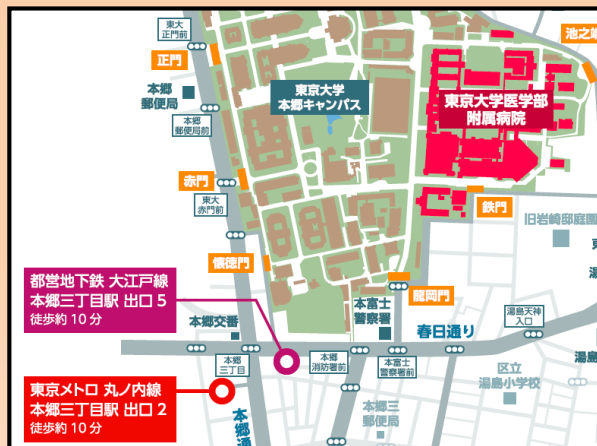 東大
正門前
正門
本郷
郵便局
本郷
郵便局前
東京大学
本郷キャンパス
東京大学医学部
附属病院
赤門
東大
赤門前
鉄門
旧岩崎邸庭園
懐徳門
龍岡門
都営地下鉄 大江戸線
本郷三丁目駅 出口 5
徒歩約 10 分
本郷交番
本富士
警察署
春日通り
湯島天神
入口
本郷
三丁目
本郷
消防署前
本富士
警察署前
区立
湯島小学校
東京メトロ 丸ノ内線
本郷三丁目駅 出口 2
徒歩約 10 分
本郷通
本郷三
郵便局